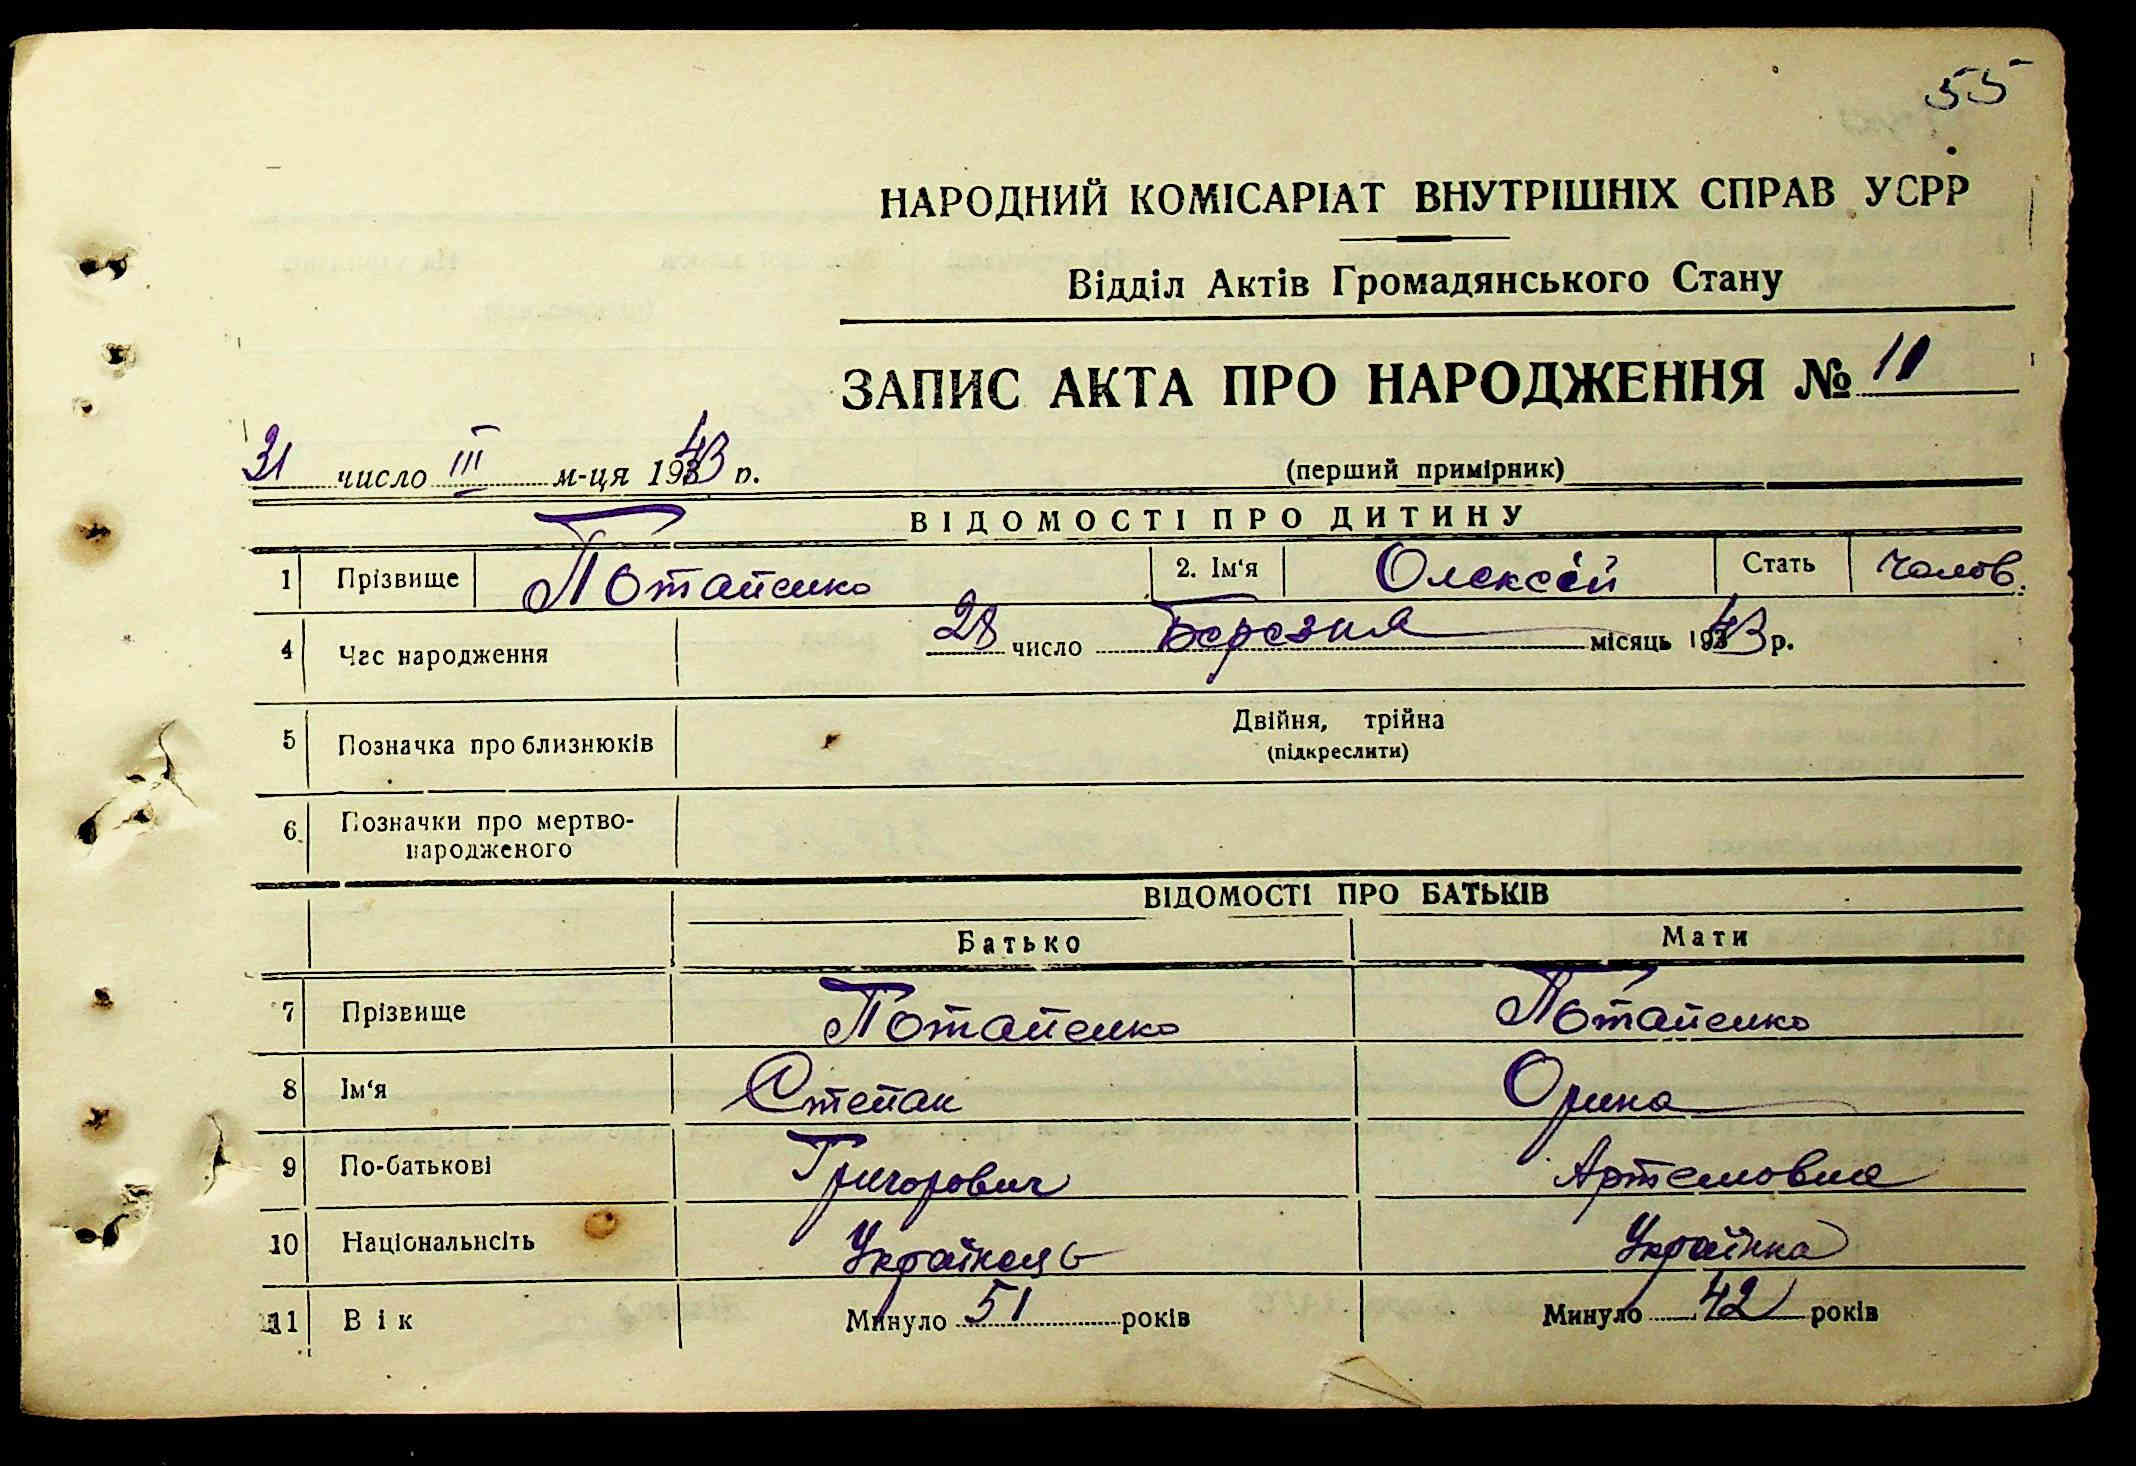 55
НАРОДНИЙ КОМІСАРІАТ ВНУТРІШНІХ СПРАВ УСРР
Відділ Актів Громадянського Стану
ЗАПИС АКТА ПРО НАРОДЖЕННЯ №
31 число III м-ця 1943 р. (перший примірник)
ВІДОМОСТІ ПРО ДИТИНУ
1 Прізвище Потапенко 2. Ім'я Олексій Стать Чолов.
4 Час народження 28 число Березня місяць 1943 р.
5 Позначка про близнюків Двійня, трійна
(підкреслити)
6. Позначки про мертво-
народженого
ВІДОМОСТІ ПРО БАТЬКІВ
Батько Мати
7 Прізвище Потапенко Потапенко
8 Ім'я Степан Орина
9 По-батькові Григорович Артемовна
10 Національнсіть Українець Українка
11 Вік Минуло 51 років Минуло 42 років